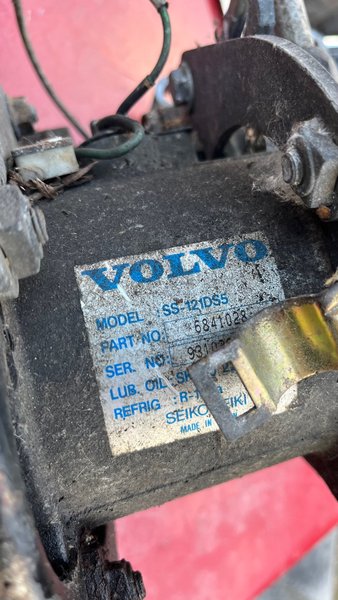 VOLVO
MODEL SS-121DS5
PART NO. 6841028
SER. NO.
LUB. OIL :
REFRIG :
SEIKO
MADE IN